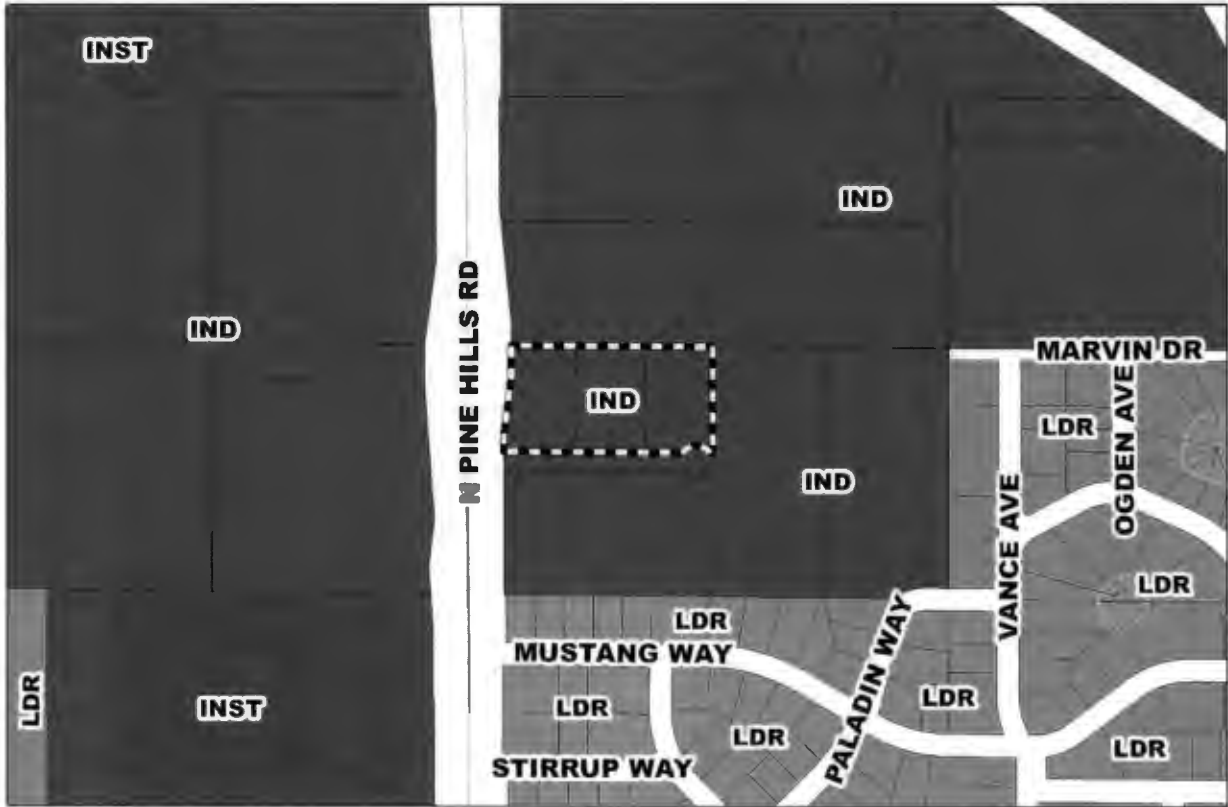 INST
IND
IND
N PINE HILLS RD
MARVIN DR
IND
LDR
OGDEN AVE
IND
VANCE AVE
LDR
LDR
MUSTANG WAY
PALADIN WAY
LDR
INST
LDR
LDR
LDR
STIRRUP WAY
LDR